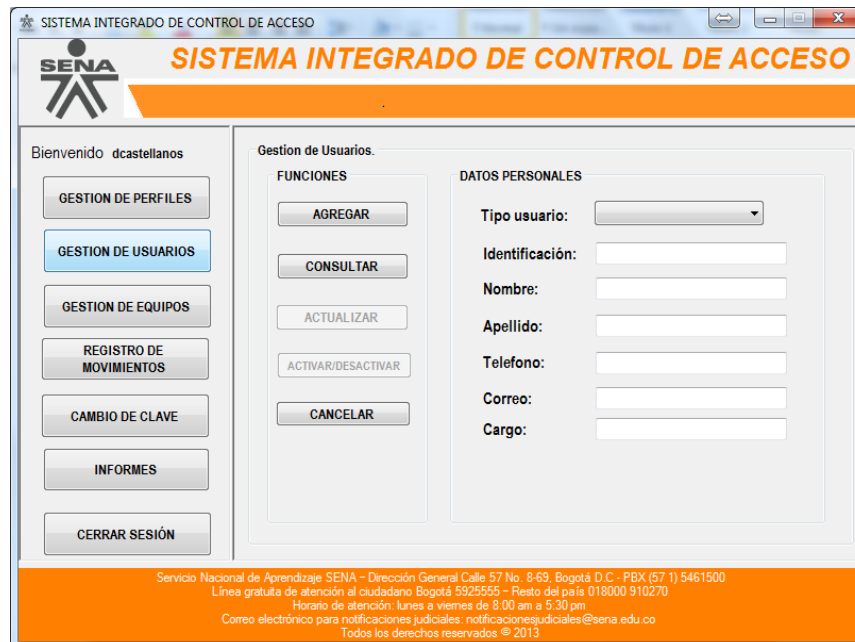 SISTEMA INTEGRADO DE CONTROL DE ACCESO
SENA
SISTEMA INTEGRADO DE CONTROL DE ACCESO
Bienvenido dcastellanos
GESTION DE PERFILES
GESTION DE USUARIOS
GESTION DE EQUIPOS
REGISTRO DE
MOVIMIENTOS
CAMBIO DE CLAVE
INFORMES
CERRAR SESIÓN
Gestion de Usuarios.
FUNCIONES
AGREGAR
CONSULTAR
ACTUALIZAR
ACTIVAR/DESACTIVAR
CANCELAR
DATOS PERSONALES
Tipo usuario:
Identificación:
Nombre:
Apellido:
Telefono:
Correo:
Cargo:
Servicio Nacional de Aprendizaje SENA – Dirección General Calle 57 No. 8-69, Bogotá D.C - PBX (57 1) 5461500
Línea gratuita de atención al ciudadano Bogotá 5925555 – Resto del país 018000 910270
Horario de atención: lunes a viernes de 8:00 am a 5:30 pm
Correo electrónico para notificaciones judiciales: notificacionesjudiciales@sena.edu.co
Todos los derechos reservados © 2013